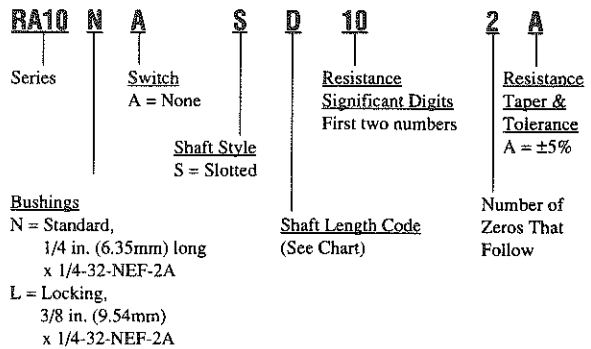 RA10 N A S D 10 2 A
Series
Switch
A = None
Resistance
Significant Digits
First two numbers
Resistance
Taper &
Tolerance
A = ±5%
Shaft Style
S = Slotted
Bushings
N = Standard,
1/4 in. (6.35mm) long
x 1/4-32-NEF-2A
L = Locking,
3/8 in. (9.54mm)
x 1/4-32-NEF-2A
Shaft Length Code
(See Chart)
Number of
Zeros That
Follow